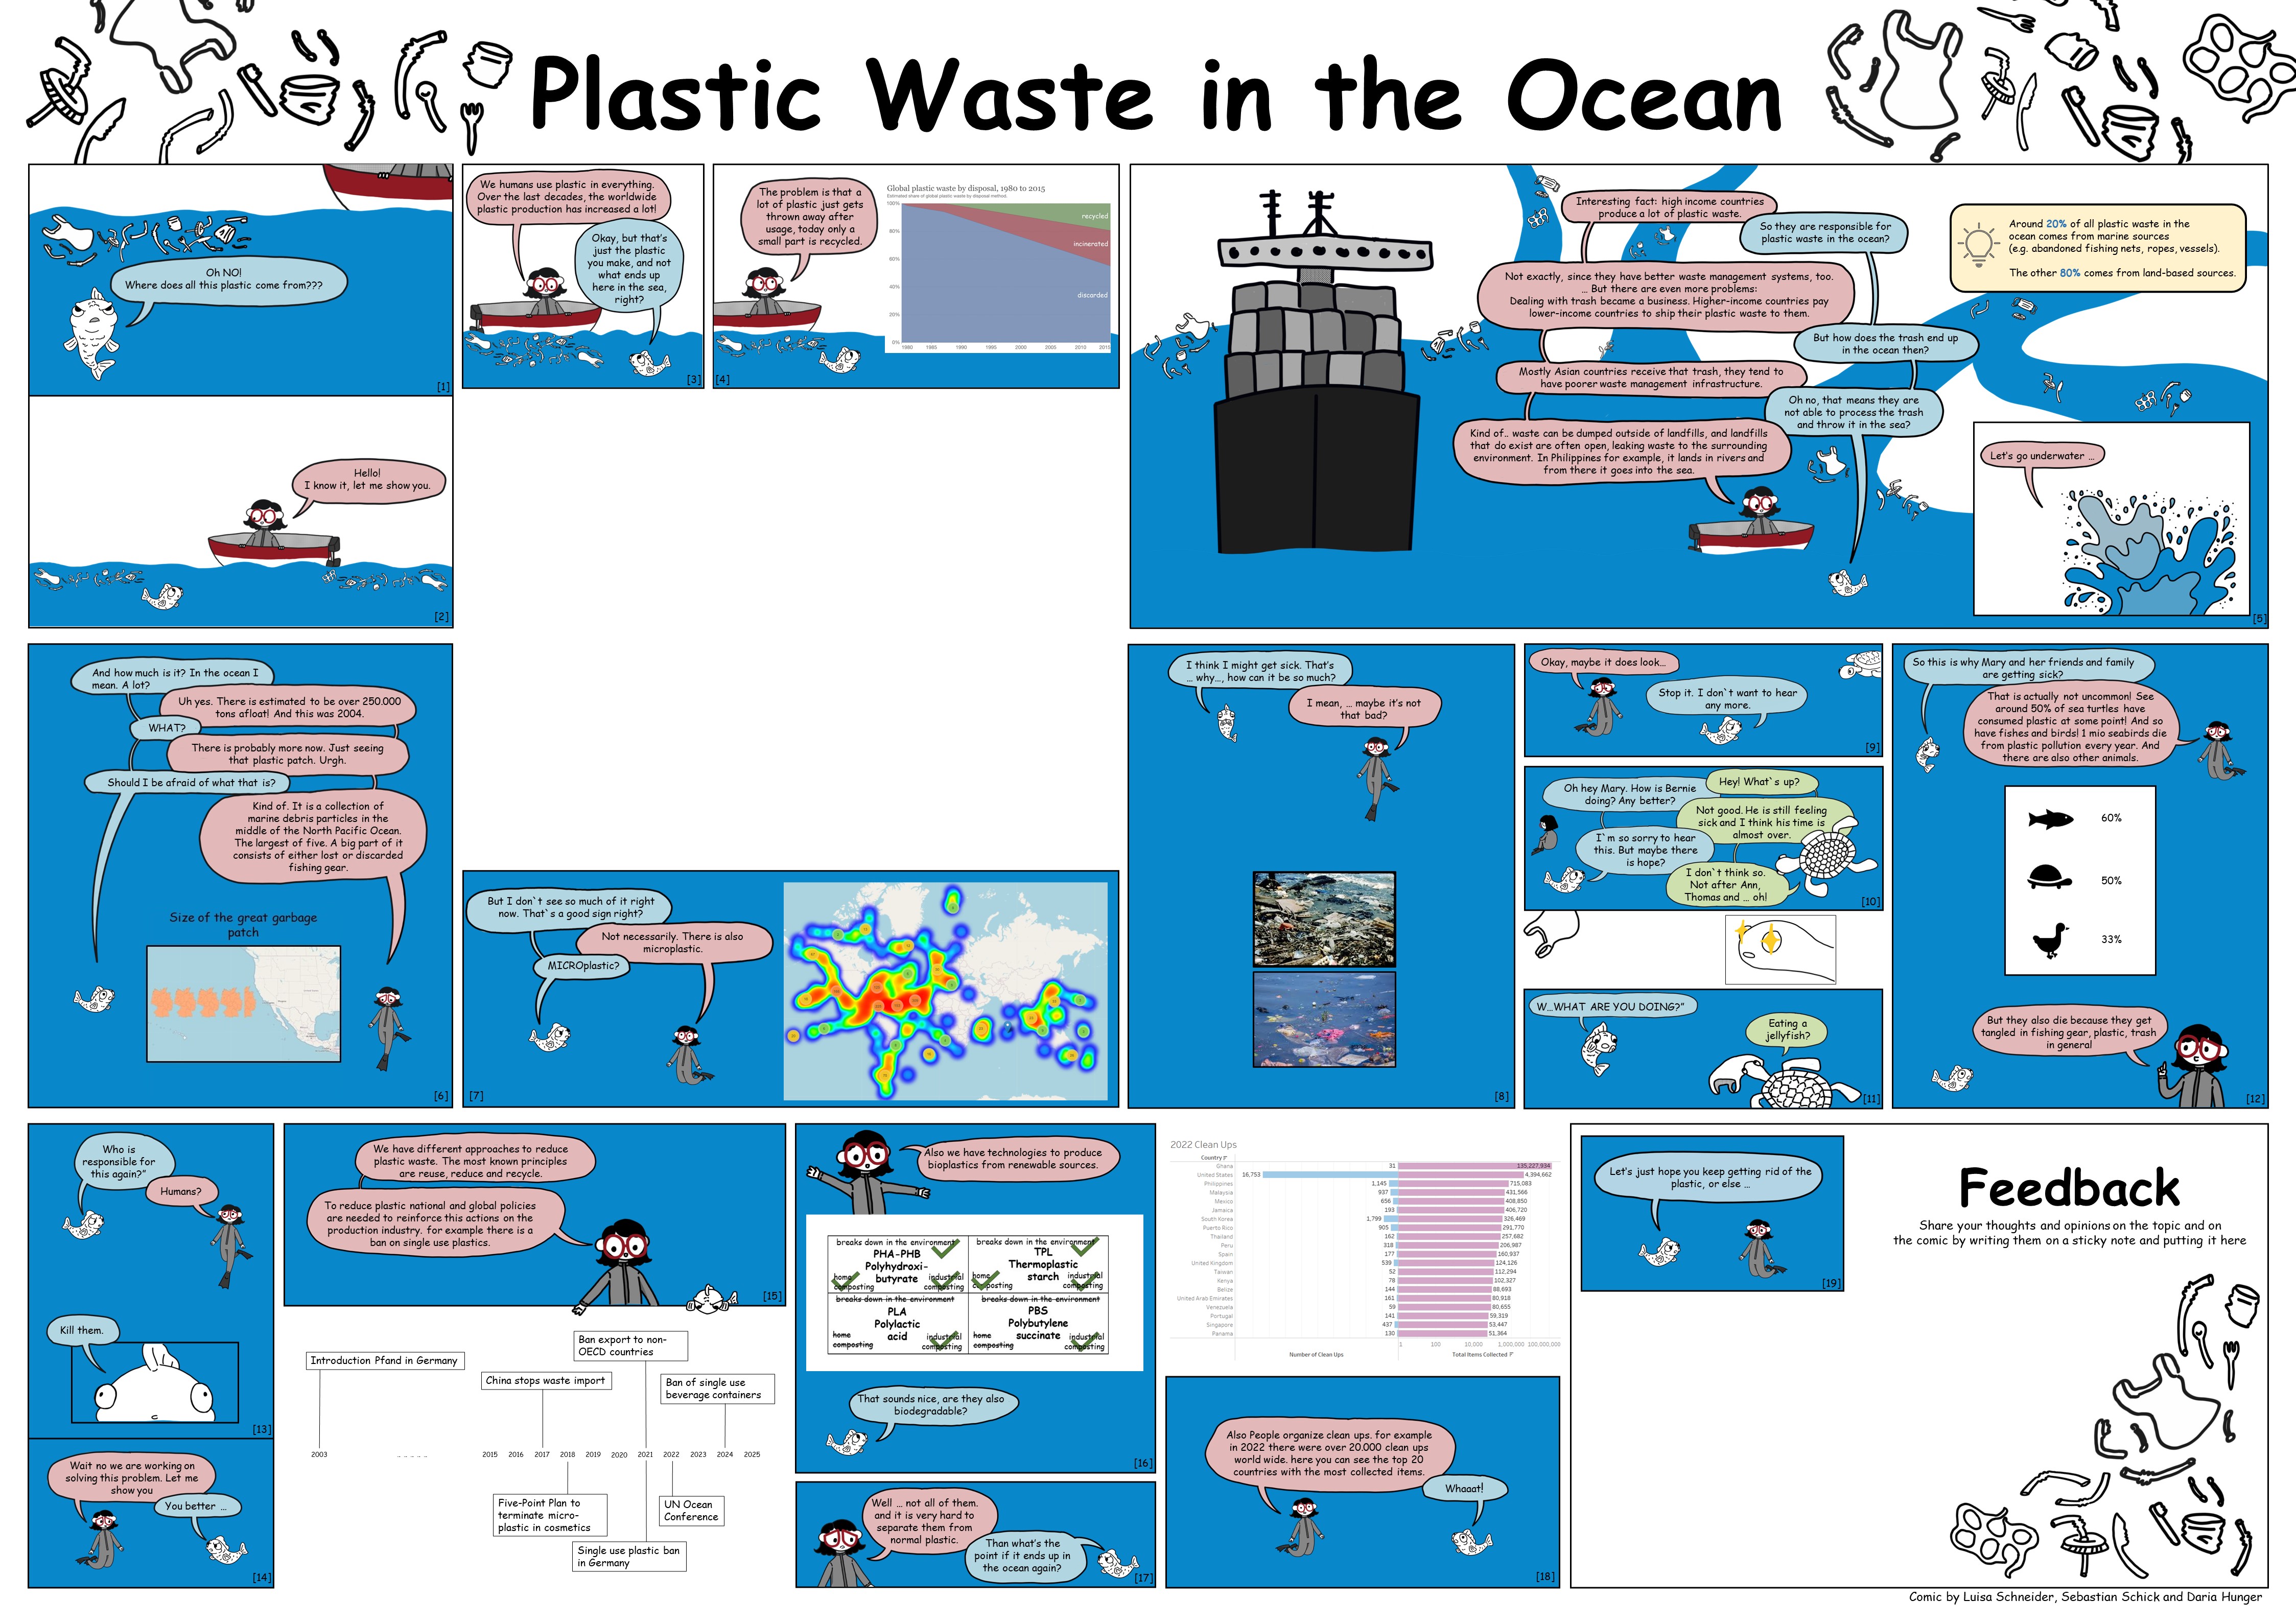 Plastic Waste in the Ocean
Oh NO!
Where does all this plastic come from???
[1]
Hello!
I know it, let me show you.
[2]
We humans use plastic in everything.
Over the last decades, the worldwide
plastic production has increased a lot!
Okay, but that's
just the plastic
you make, and not
what ends up
here in the sea,
right?
[3]
The problem is that a
lot of plastic just gets
thrown away after
usage, today only a
small part is recycled.
Global plastic waste by disposal, 1980 to 2015
Estimated share of global plastic waste by disposal method.
100%
80%
60%
40%
20%
0%
recycled
incinerated
discarded
1980 1985 1990 1995 2000 2005 2010 2015
[4]
Interesting fact: high income countries
produce a lot of plastic waste.
So they are responsible for
plastic waste in the ocean?
Not exactly, since they have better waste management systems, too.
... But there are even more problems:
Dealing with trash became a business. Higher-income countries pay
lower-income countries to ship their plastic waste to them.
But how does the trash end up
in the ocean then?
Mostly Asian countries receive that trash, they tend to
have poorer waste management infrastructure.
Oh no, that means they are
not able to process the trash
and throw it in the sea?
Kind of.. waste can be dumped outside of landfills, and landfills
that do exist are often open, leaking waste to the surrounding
environment. In Philippines for example, it lands in rivers and
from there it goes into the sea.
Around 20% of all plastic waste in the
ocean comes from marine sources
(e.g. abandoned fishing nets, ropes, vessels).
The other 80% comes from land-based sources.
Let's go underwater ...
[5]
And how much is it? In the ocean I
mean. A lot?
Uh yes. There is estimated to be over 250.000
tons afloat! And this was 2004.
WHAT?
There is probably more now. Just seeing
that plastic patch. Urgh.
Should I be afraid of what that is?
Kind of. It is a collection of
marine debris particles in the
middle of the North Pacific Ocean.
The largest of five. A big part of it
consists of either lost or discarded
fishing gear.
Size of the great garbage
patch
[6]
But I don`t see so much of it right
now. That`s a good sign right?
Not necessarily. There is also
microplastic.
MICROplastic?
[7]
I think I might get sick. That's
... why..., how can it be so much?
I mean, ... maybe it's not
that bad?
[8]
Okay, maybe it does look...
Stop it. I don`t want to hear
any more.
[9]
Hey! What`s up?
Oh hey Mary. How is Bernie
doing? Any better?
Not good. He is still feeling
sick and I think his time is
almost over.
I`m so sorry to hear
this. But maybe there
is hope?
I don`t think so.
Not after Ann,
Thomas and ... oh!
[10]
W...WHAT ARE YOU DOING?"
Eating a
jellyfish?
[11]
So this is why Mary and her friends and family
are getting sick?
That is actually not uncommon! See
around 50% of sea turtles have
consumed plastic at some point! And so
have fishes and birds! 1 mio seabirds die
from plastic pollution every year. And
there are also other animals.
60%
50%
33%
But they also die because they get
tangled in fishing gear, plastic, trash
in general
[12]
Who is
responsible for
this again?"
Humans?
Kill them.
[13]
Wait no we are working on
solving this problem. Let me
show you
You better ...
[14]
We have different approaches to reduce
plastic waste. The most known principles
are reuse, reduce and recycle.
To reduce plastic national and global policies
are needed to reinforce this actions on the
production industry. for example there is a
ban on single use plastics.
[15]
Introduction Pfand in Germany
Ban export to non-
OECD countries
China stops waste import
Ban of single use
beverage containers
2003 2015 2016 2017 2018 2019 2020 2021 2022 2023 2024 2025
Five-Point Plan to
terminate micro-
plastic in cosmetics
UN Ocean
Conference
Single use plastic ban
in Germany
Also we have technologies to produce
bioplastics from renewable sources.
breaks down in the environment
PHA-PHB
Polyhydroxi-
butyrate
home
composting
industrial
composting
breaks down in the environment
TPL
Thermoplastic
starch
home
composting
industrial
composting
breaks down in the environment
PLA
Polylactic
acid
home
composting
industrial
composting
breaks down in the environment
PBS
Polybutylene
succinate
home
composting
industrial
composting
That sounds nice, are they also
biodegradable?
[16]
Well ... not all of them.
and it is very hard to
separate them from
normal plastic.
Than what's the
point if it ends up in
the ocean again?
[17]
2022 Clean Ups
Country
Ghana 31 135,227,934
United States 16,753 4,394,662
Philippines 1,145 715,083
Malaysia 937 431,566
Mexico 656 408,850
Jamaica 193 406,720
South Korea 1,799 326,469
Puerto Rico 905 291,770
Thailand 162 257,682
Peru 318 206,987
Spain 177 160,937
United Kingdom 539 124,126
Taiwan 52 112,294
Kenya 78 102,327
Belize 144 88,693
United Arab Emirates 161 80,918
Venezuela 59 80,655
Portugal 141 59,319
Singapore 437 53,447
Panama 130 51,364
1 100 10,000 1,000,000 100,000,000
Number of Clean Ups
Total Items Collected
Also People organize clean ups. for example
in 2022 there were over 20.000 clean ups
world wide. here you can see the top 20
countries with the most collected items.
Whaaat!
[18]
Let's just hope you keep getting rid of the
plastic, or else ...
[19]
Feedback
Share your thoughts and opinions on the topic and on
the comic by writing them on a sticky note and putting it here
Comic by Luisa Schneider, Sebastian Schick and Daria Hunger